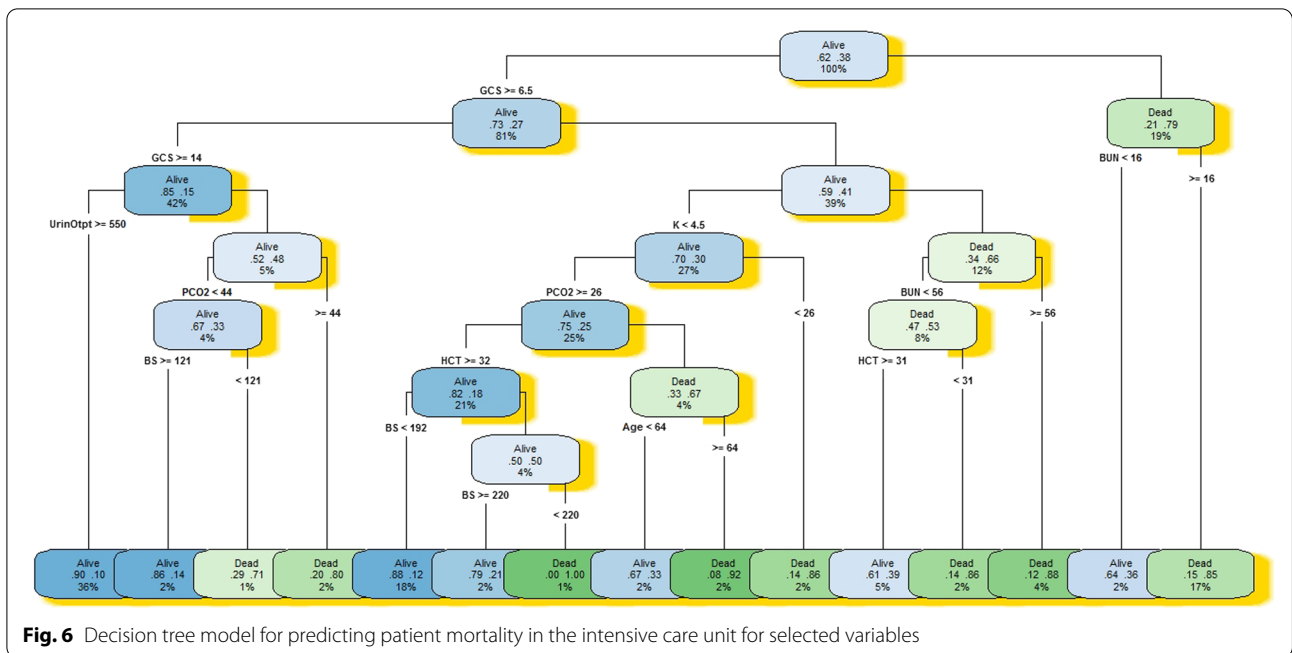 Alive
.62 .38
100%
GCS >= 6.5
Alive
.73 .27
81%
Dead
.21 .79
19%
GCS >= 14
BUN < 16
>= 16
Alive
.85 .15
42%
Alive
.59 .41
39%
UrinOtpt >= 550
K < 4.5
Alive
.52 .48
5%
Alive
.70 .30
27%
Dead
.34 .66
12%
PCO2 < 44
>= 44
PCO2 >= 26
< 26
BUN < 56
>= 56
Alive
.67 .33
4%
Alive
.75 .25
25%
Dead
.47 .53
8%
BS >= 121
< 121
HCT >= 32
HCT >= 31
< 31
Alive
.82 .18
21%
Dead
.33 .67
4%
BS < 192
Age < 64
>= 64
Alive
.50 .50
4%
BS >= 220
< 220
Alive
.90 .10
36%
Alive
.86 .14
2%
Dead
.29 .71
1%
Dead
.20 .80
2%
Alive
.88 .12
18%
Alive
.79 .21
2%
Dead
.00 1.00
1%
Alive
.67 .33
2%
Dead
.08 .92
2%
Dead
.14 .86
2%
Alive
.61 .39
5%
Dead
.14 .86
2%
Dead
.12 .88
4%
Alive
.64 .36
2%
Dead
.15 .85
17%
Fig. 6 Decision tree model for predicting patient mortality in the intensive care unit for selected variables